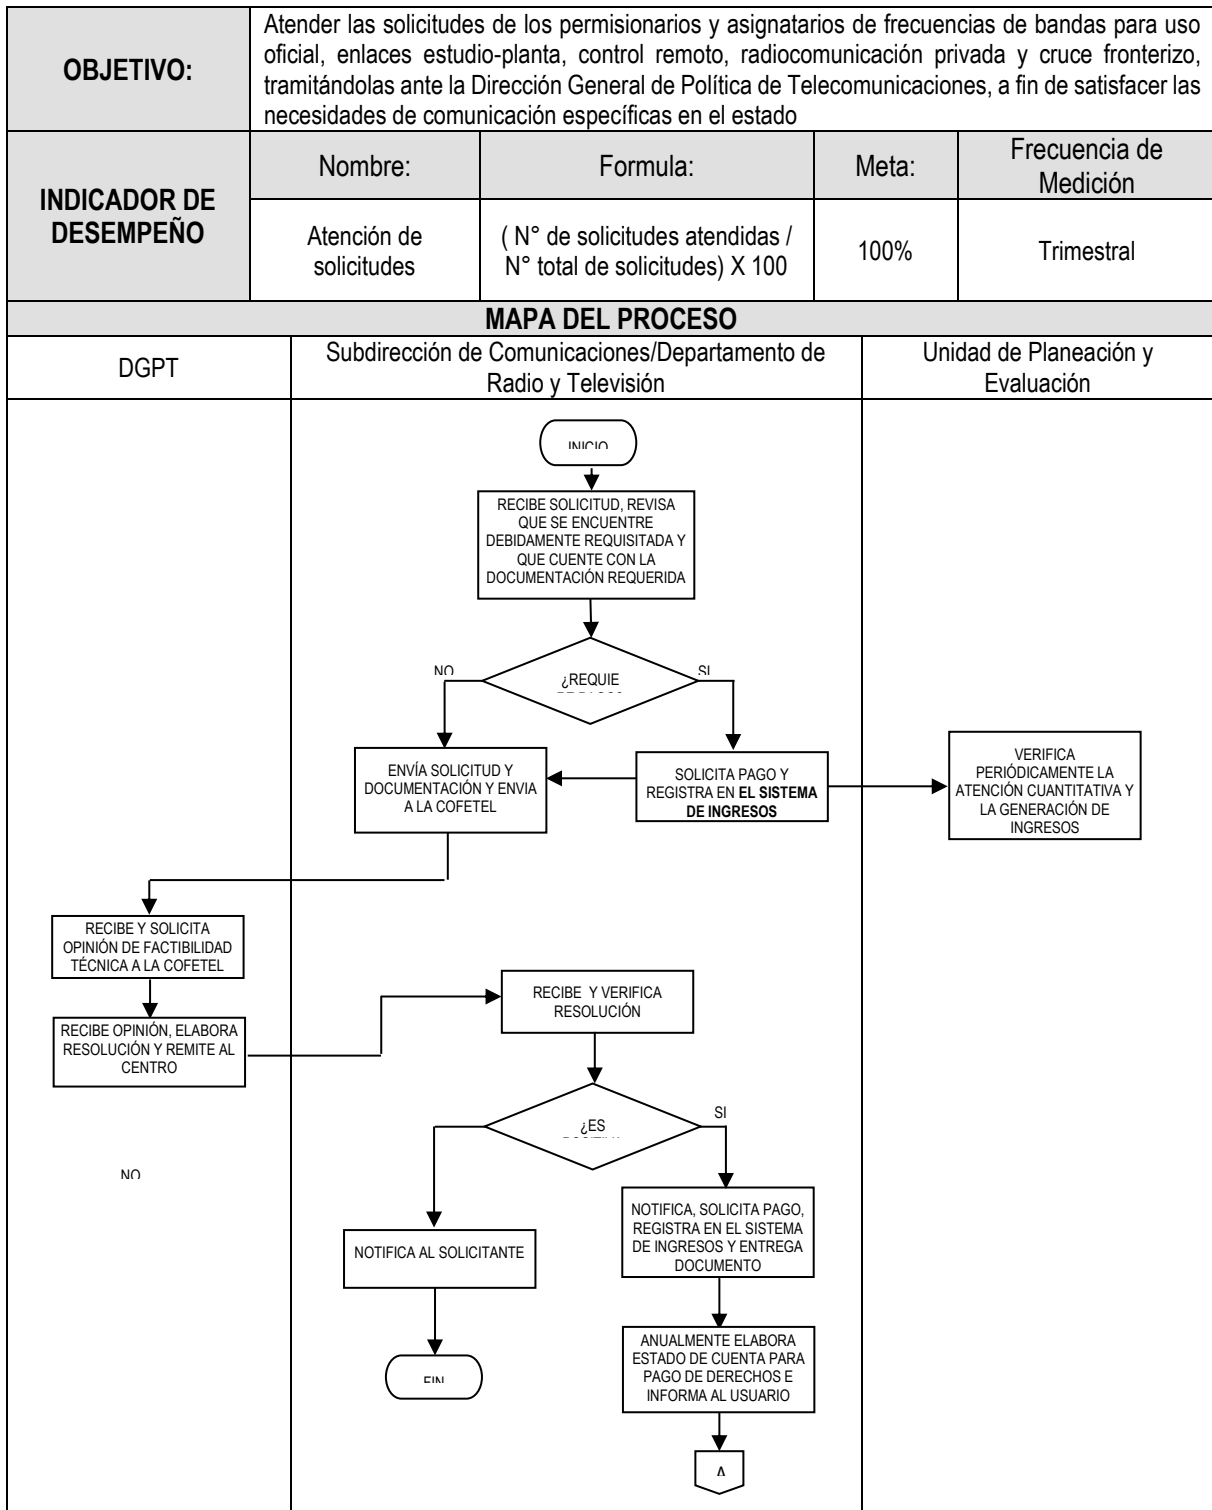 OBJETIVO:
Atender las solicitudes de los permisionarios y asignatarios de frecuencias de bandas para uso
oficial, enlaces estudio-planta, control remoto, radiocomunicación privada y cruce fronterizo,
tramitándolas ante la Dirección General de Política de Telecomunicaciones, a fin de satisfacer las
necesidades de comunicación específicas en el estado
INDICADOR DE
DESEMPEÑO
Nombre:
Formula:
Meta:
Frecuencia de
Medición
Atención de
solicitudes
( N° de solicitudes atendidas /
N° total de solicitudes) X 100
100%
Trimestral
MAPA DEL PROCESO
DGPT
Subdirección de Comunicaciones/Departamento de
Radio y Televisión
Unidad de Planeación y
Evaluación
INICIO
RECIBE SOLICITUD, REVISA
QUE SE ENCUENTRE
DEBIDAMENTE REQUISITADA Y
QUE CUENTE CON LA
DOCUMENTACIÓN REQUERIDA
NO
¿REQUIE
SI
ENVÍA SOLICITUD Y
DOCUMENTACIÓN Y ENVIA
A LA COFETEL
SOLICITA PAGO Y
REGISTRA EN EL SISTEMA
DE INGRESOS
VERIFICA
PERIÓDICAMENTE LA
ATENCIÓN CUANTITATIVA Y
LA GENERACIÓN DE
INGRESOS
RECIBE Y SOLICITA
OPINIÓN DE FACTIBILIDAD
TÉCNICA A LA COFETEL
RECIBE Y VERIFICA
RESOLUCIÓN
RECIBE OPINIÓN, ELABORA
RESOLUCIÓN Y REMITE AL
CENTRO
¿ES
SI
NO
NOTIFICA AL SOLICITANTE
NOTIFICA, SOLICITA PAGO,
REGISTRA EN EL SISTEMA
DE INGRESOS Y ENTREGA
DOCUMENTO
FIN
ANUALMENTE ELABORA
ESTADO DE CUENTA PARA
PAGO DE DERECHOS E
INFORMA AL USUARIO
A